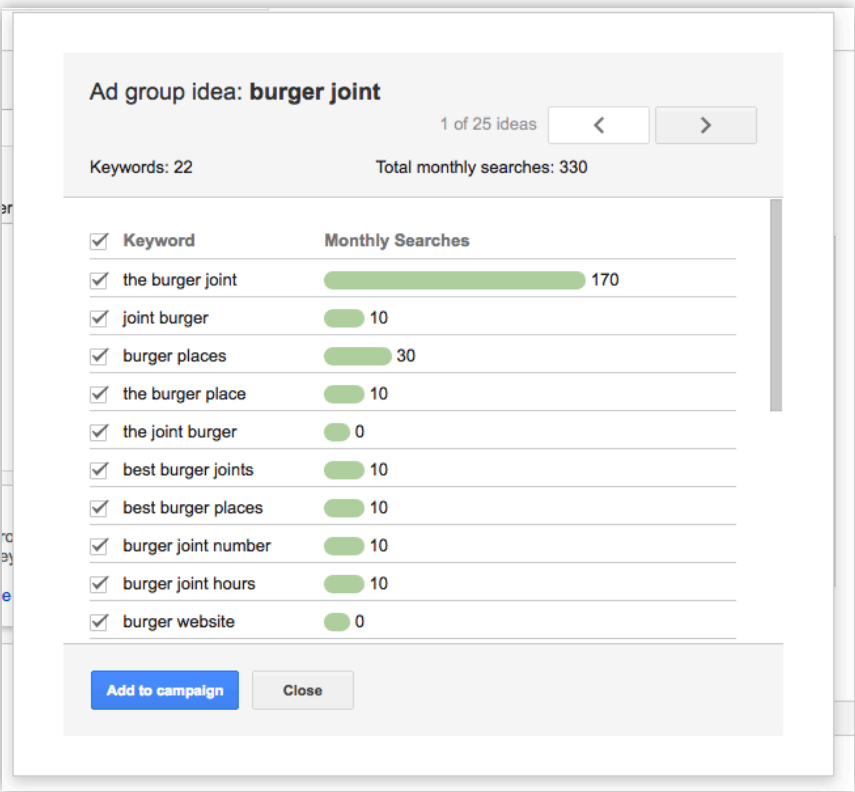 Ad group idea: burger joint
1 of 25 ideas
Keywords: 22 Total monthly searches: 330
Keyword Monthly Searches
the burger joint 170
joint burger 10
burger places 30
the burger place 10
the joint burger 0
best burger joints 10
best burger places 10
burger joint number 10
burger joint hours 10
burger website 0
Add to campaign Close